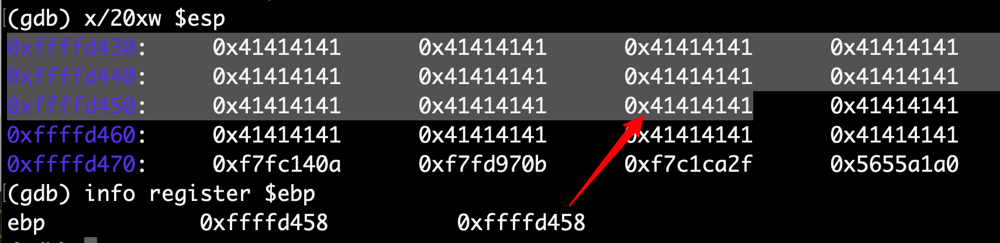 (gdb) x/20xw $esp
0xffffd430: 0x41414141 0x41414141 0x41414141 0x41414141
0xffffd440: 0x41414141 0x41414141 0x41414141 0x41414141
0xffffd450: 0x41414141 0x41414141 0x41414141 0x41414141
0xffffd460: 0x41414141 0x41414141 0x41414141 0x41414141
0xffffd470: 0xf7fc140a 0xf7fd970b 0xf7c1ca2f 0x5655a1a0
(gdb) info register $ebp
ebp 0xffffd458 0xffffd458